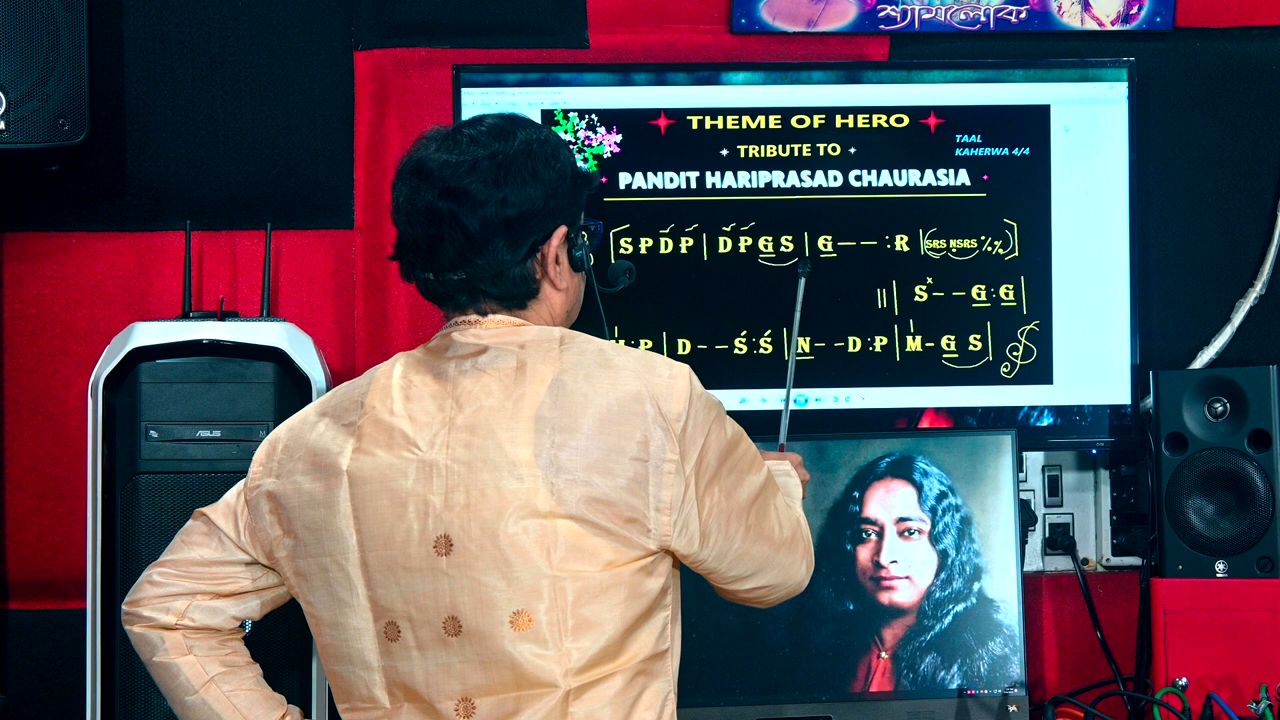 শ্যামলোক
THEME OF HERO
TRIBUTE TO
TAAL
KAHERWA 4/4
PANDIT HARIPRASAD CHAURASIA
[S P D P | D P G S | G — — : R | (SRS NSRS %%)]
|| S× - - G : G |
: P | D - - Ś : Ś | N - - D : P | M - G S |
ASUS